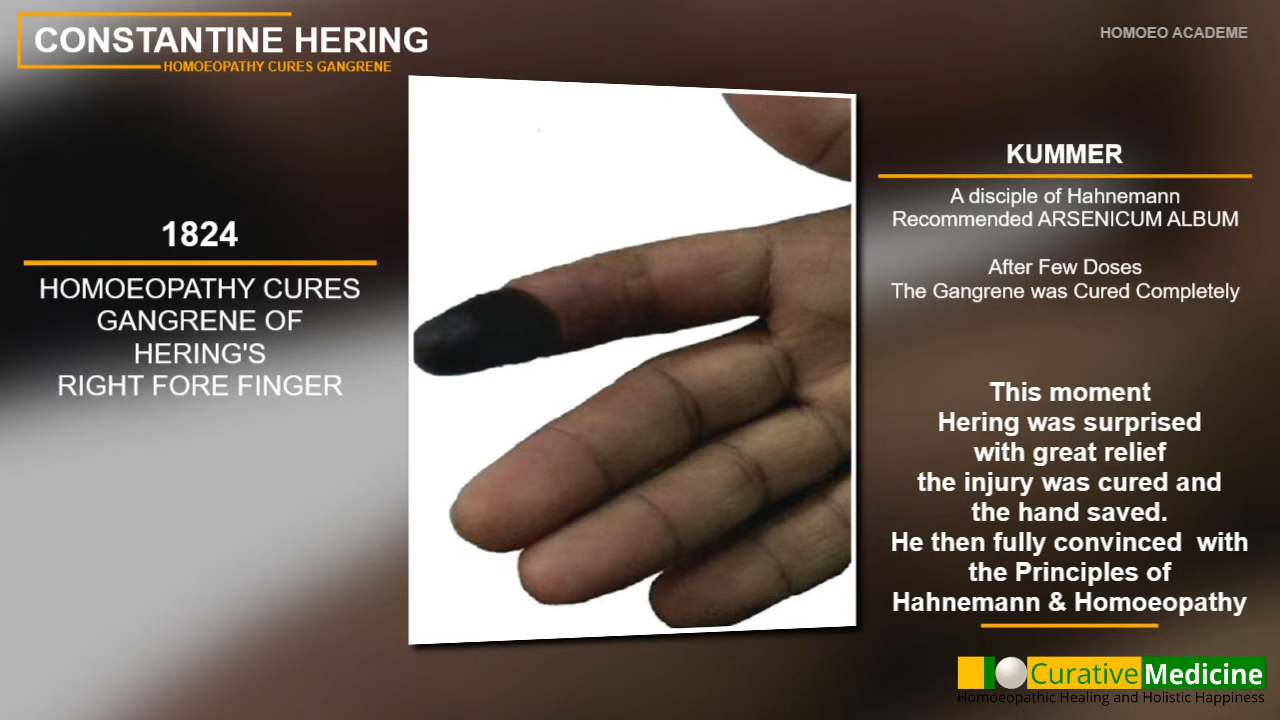 CONSTANTINE HERING
HOMOEOPATHY CURES GANGRENE
HOMOEO ACADEME
1824
HOMOEOPATHY CURES
GANGRENE OF
HERING'S
RIGHT FORE FINGER
KUMMER
A disciple of Hahnemann
Recommended ARSENICUM ALBUM
After Few Doses
The Gangrene was Cured Completely
This moment
Hering was surprised
with great relief
the injury was cured and
the hand saved.
He then fully convinced with
the Principles of
Hahnemann & Homoeopathy
Curative Medicine
Homoeopathic Healing and Holistic Happiness